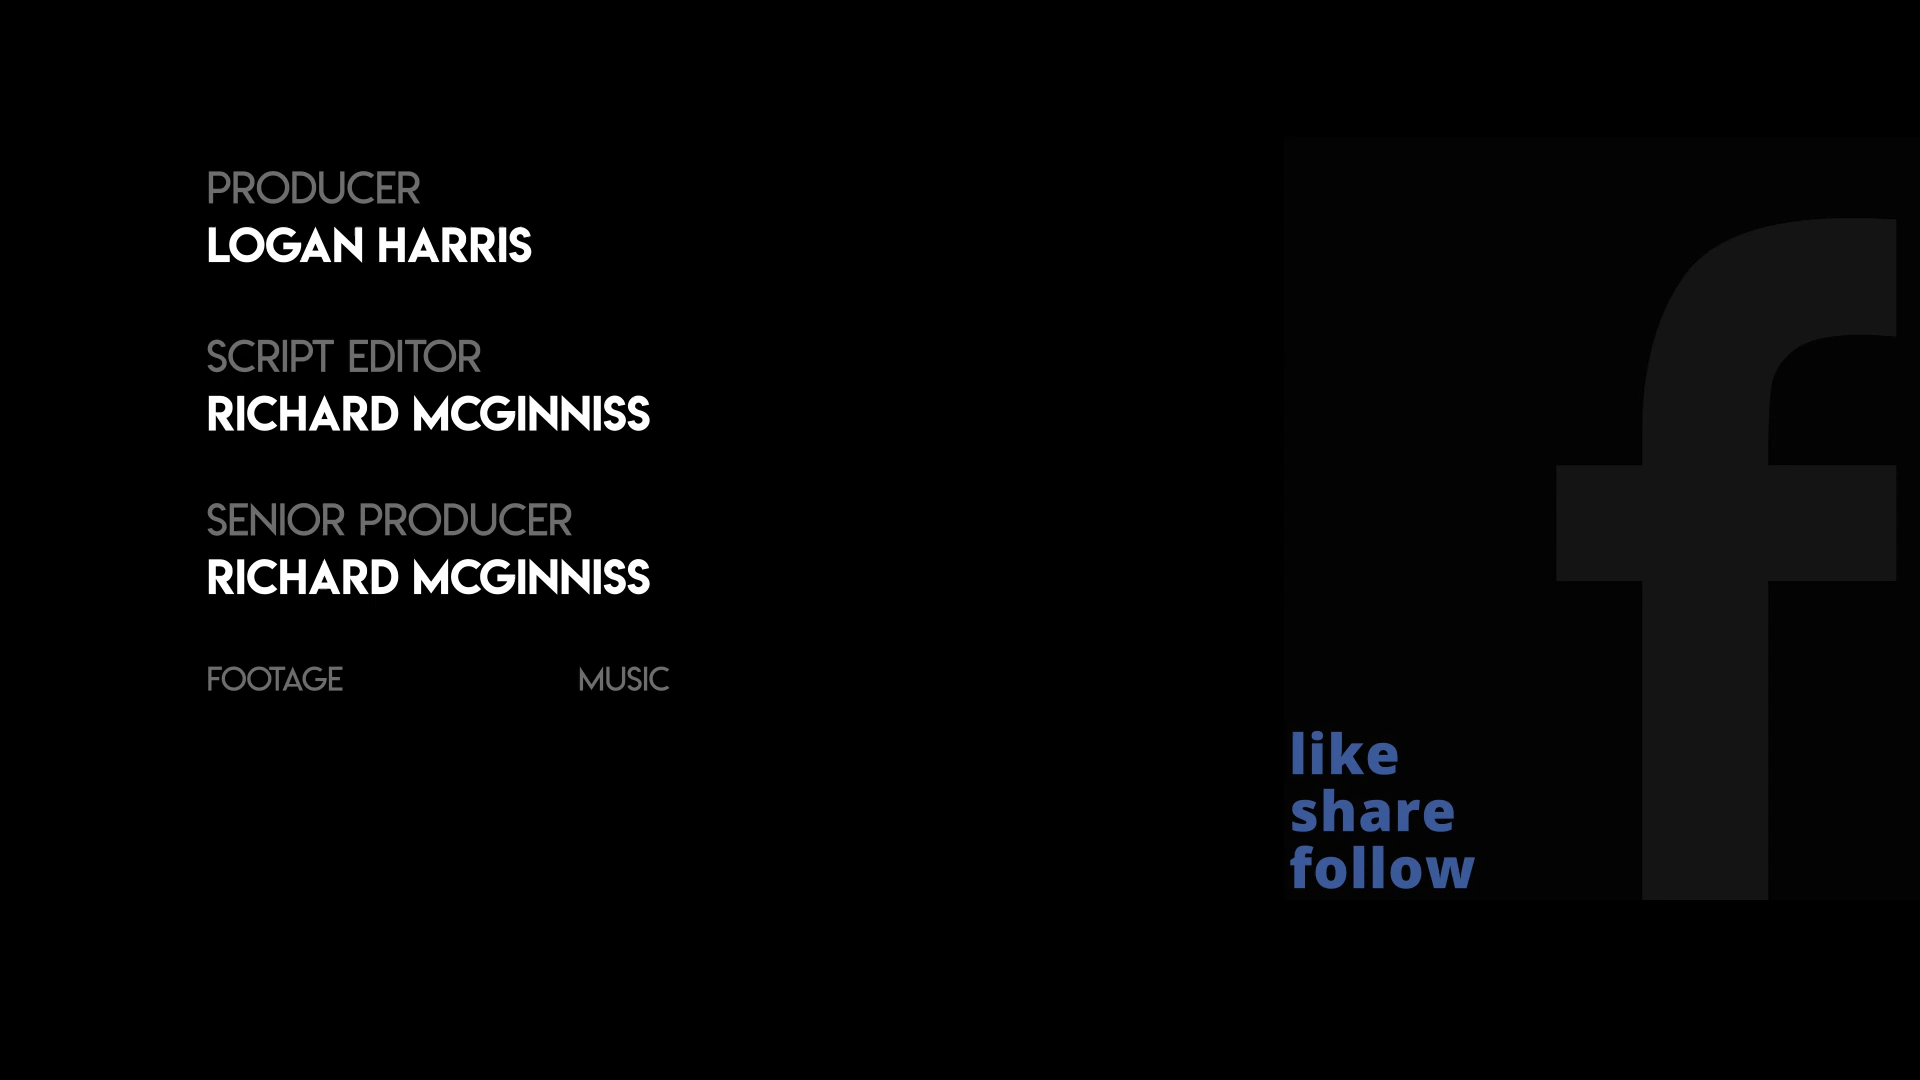 PRODUCER
LOGAN HARRIS
SCRIPT EDITOR
RICHARD MCGINNISS
SENIOR PRODUCER
RICHARD MCGINNISS
FOOTAGE
MUSIC
like
share
follow
f